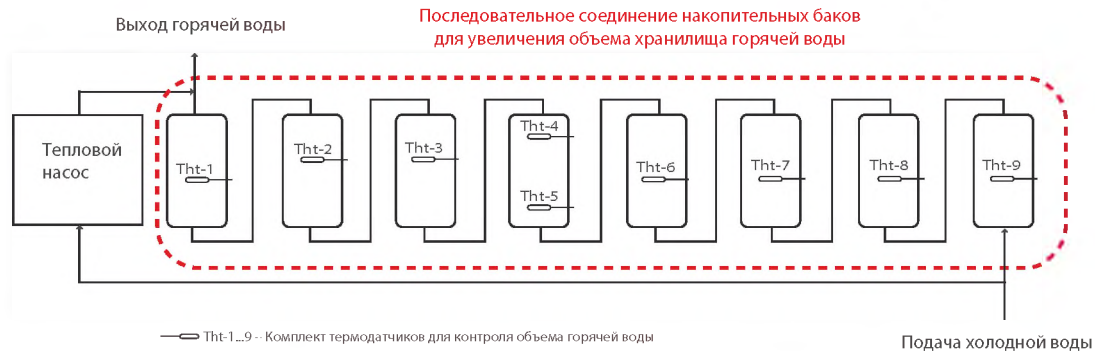 Выход горячей воды
Последовательное соединение накопительных баков
для увеличения объема хранилища горячей воды
Тепловой
насос
Tht-1
Tht-2
Tht-3
Tht-4
Tht-5
Tht-6
Tht-7
Tht-8
Tht-9
Tht-1...9 -- Комплект термодатчиков для контроля объема горячей воды
Подача холодной воды